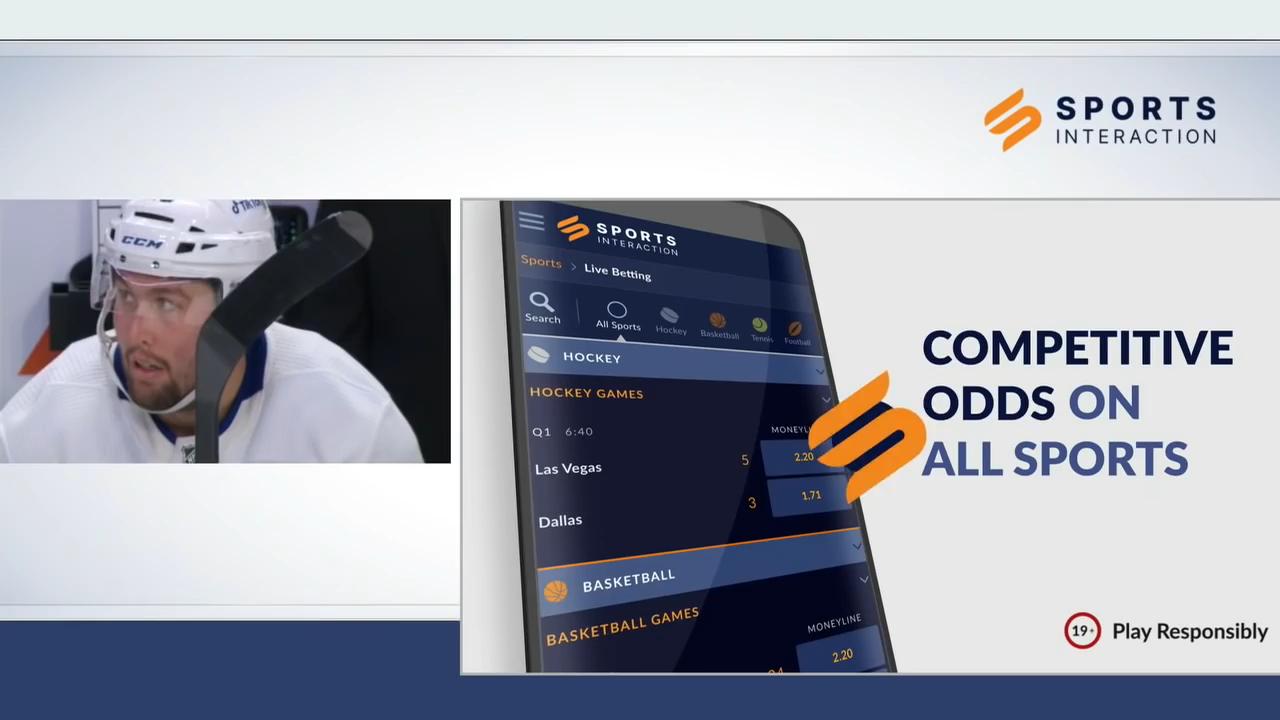 SPORTS
INTERACTION
TikTok
CCM
SPORTS
INTERACTION
Sports > Live Betting
Search
All Sports
Hockey
Basketball
Tennis
Football
HOCKEY
HOCKEY GAMES
Q1 6:40
Las Vegas 5 2.20
Dallas 3 1.71
BASKETBALL
BASKETBALL GAMES
MONEYLINE
2.20
COMPETITIVE
ODDS ON
ALL SPORTS
19+ Play Responsibly